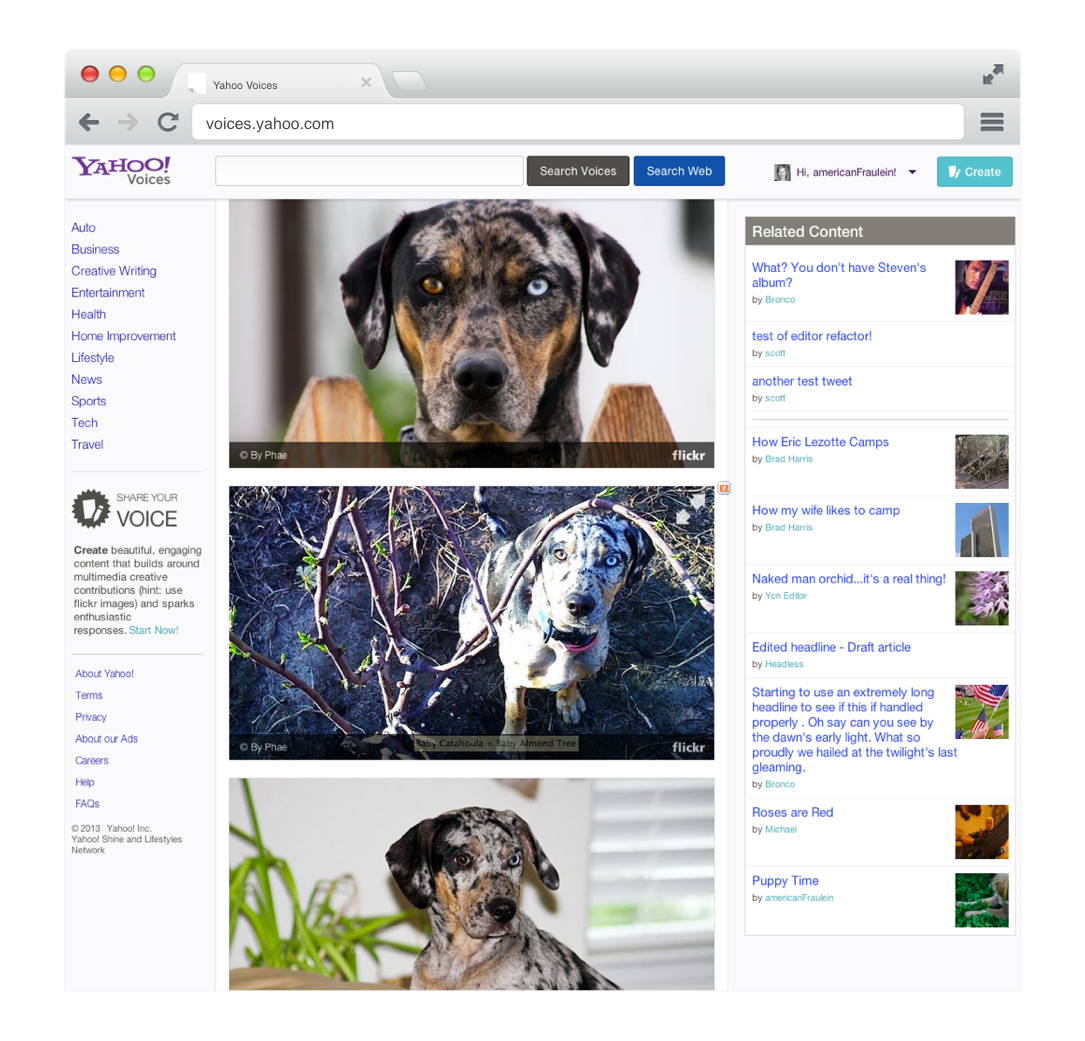 Yahoo Voices
voices.yahoo.com
YAHOO!
Voices
Search Voices
Search Web
Hi, americanFraulein!
Create
Auto
Business
Creative Writing
Entertainment
Health
Home Improvement
Lifestyle
News
Sports
Tech
Travel
SHARE YOUR
VOICE
Create beautiful, engaging
content that builds around
multimedia creative
contributions (hint: use
flickr images) and sparks
enthusiastic
responses. Start Now!
About Yahoo!
Terms
Privacy
About our Ads
Careers
Help
FAQs
© 2013 Yahoo! Inc.
Yahoo! Shine and Lifestyles
Network
© By Phae
flickr
EZ
© By Phae
Baby Catahoula + Baby Almond Tree
flickr
Related Content
What? You don't have Steven's
album?
by Bronco
test of editor refactor!
by scott
another test tweet
by scott
How Eric Lezotte Camps
by Brad Harris
How my wife likes to camp
by Brad Harris
Naked man orchid...it's a real thing!
by Ycn Editor
Edited headline - Draft article
by Headless
Starting to use an extremely long
headline to see if this if handled
properly . Oh say can you see by
the dawn's early light. What so
proudly we hailed at the twilight's last
gleaming.
by Bronco
Roses are Red
by Michael
Puppy Time
by americanFraulein